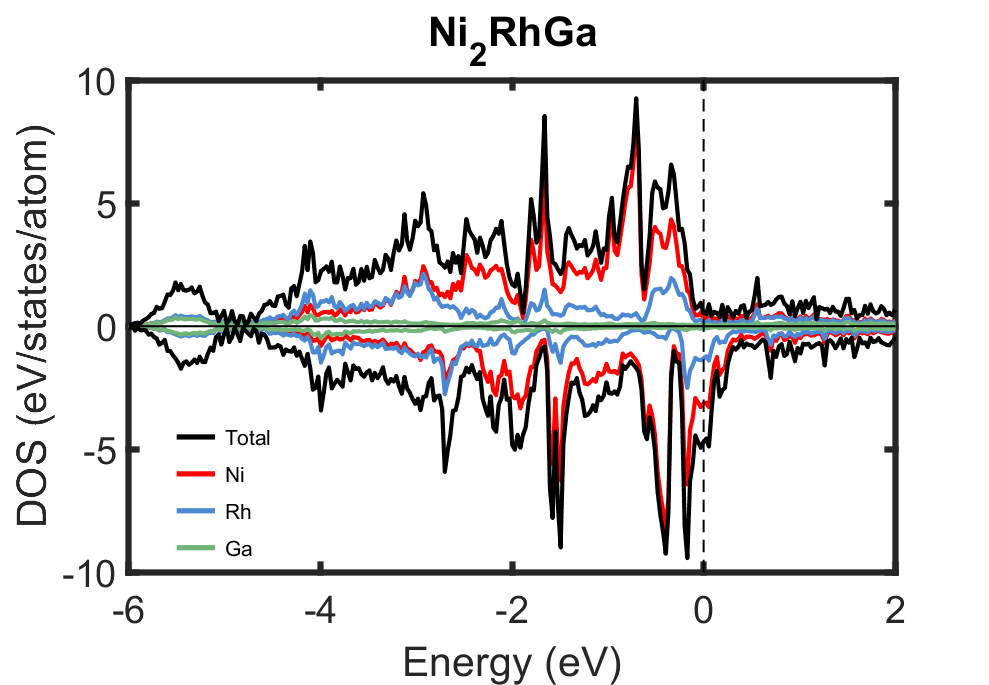 Ni2RhGa
DOS (eV/states/atom)
10
5
0
-5
-10
Total
Ni
Rh
Ga
-6 -4 -2 0 2
Energy (eV)